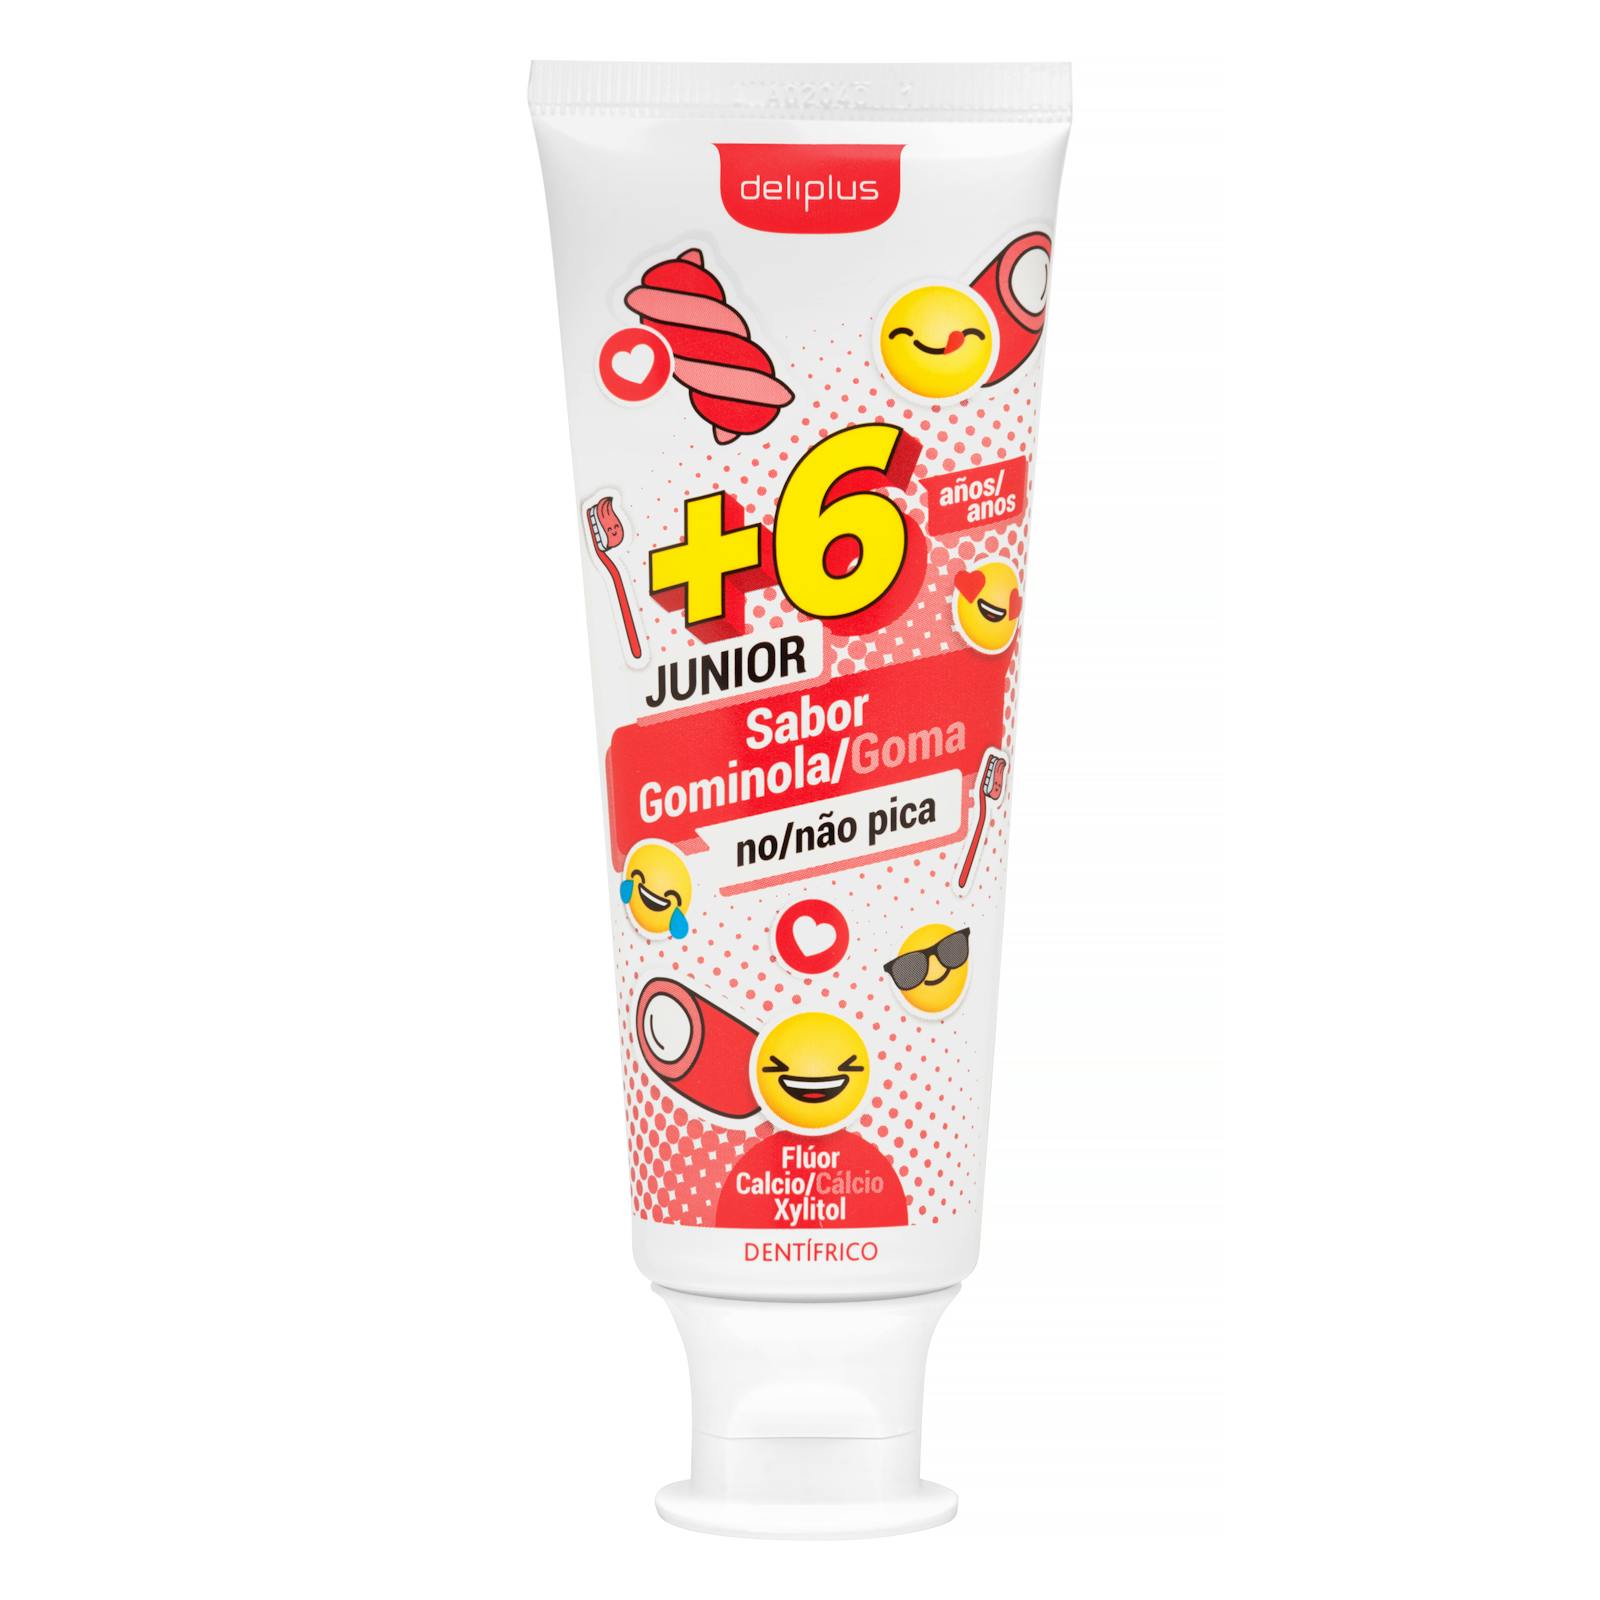 deliplus
+6
años/
anos
JUNIOR
Sabor
Gominola/Goma
no/não pica
Flúor
Calcio/Cálcio
Xylitol
DENTÍFRICO